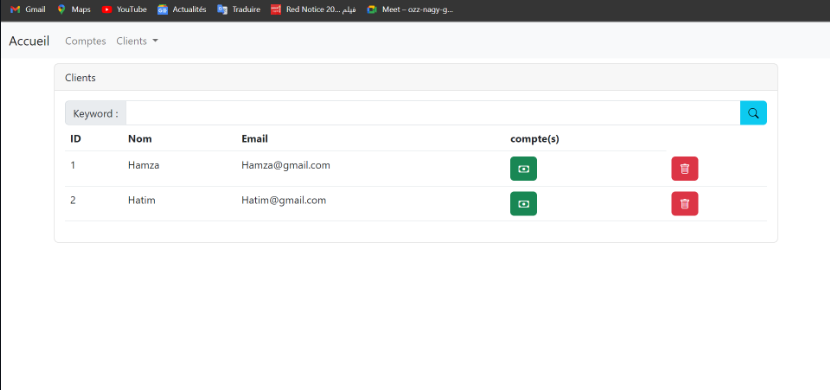 Gmail Maps YouTube Actualités Traduire Red Notice 20... فيلم Meet – ozz-nagy-g...
Accueil Comptes Clients
Clients
Keyword :
ID Nom Email compte(s)
1 Hamza Hamza@gmail.com
2 Hatim Hatim@gmail.com